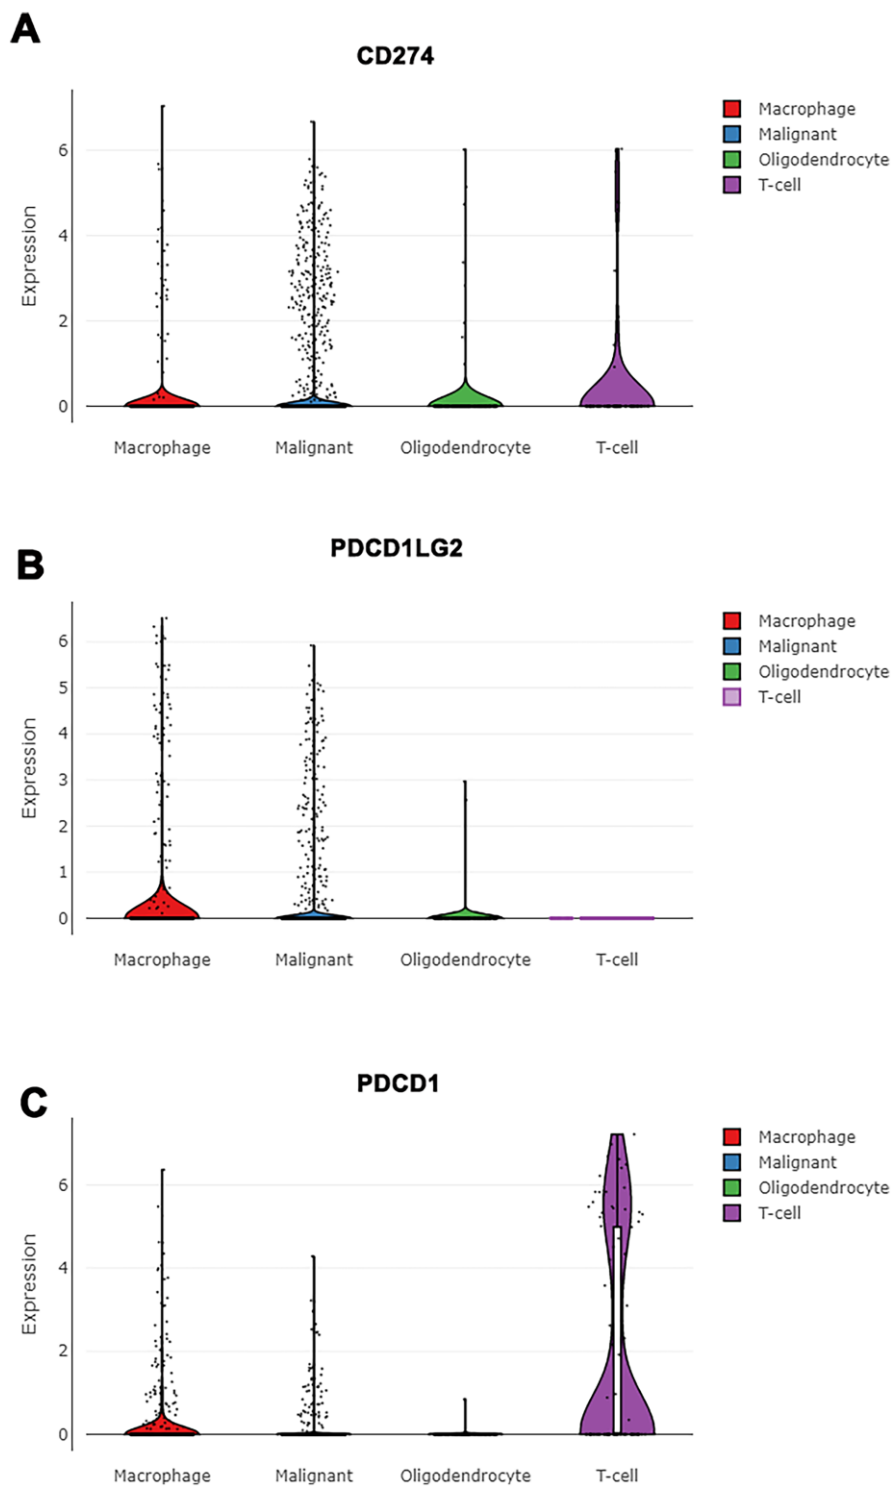 A
CD274
Expression
6
4
2
0
Macrophage Malignant Oligodendrocyte T-cell
Macrophage
Malignant
Oligodendrocyte
T-cell
B
PDCD1LG2
Expression
6
5
4
3
2
1
0
Macrophage Malignant Oligodendrocyte T-cell
Macrophage
Malignant
Oligodendrocyte
T-cell
C
PDCD1
Expression
6
4
2
0
Macrophage Malignant Oligodendrocyte T-cell
Macrophage
Malignant
Oligodendrocyte
T-cell